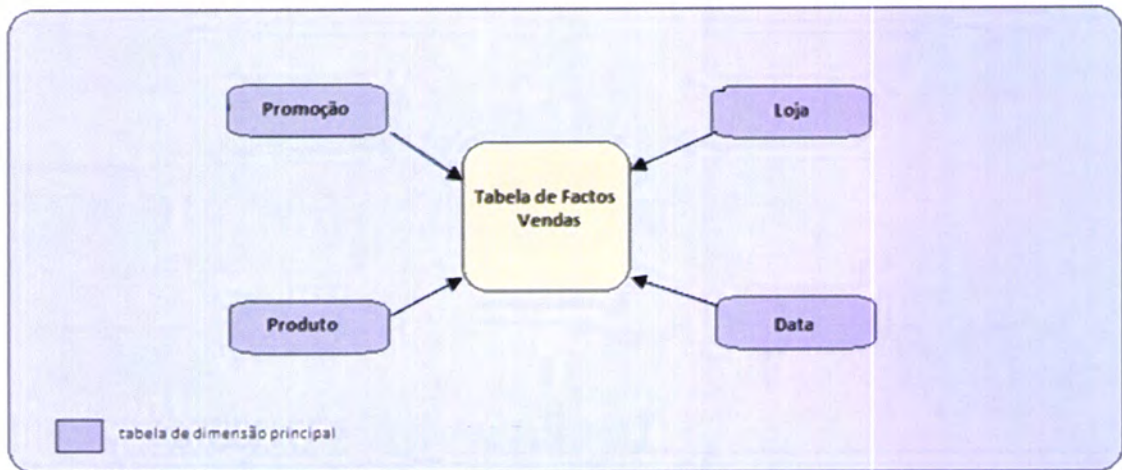 Promoção
Loja
Tabela de Factos
Vendas
Produto
Data
tabela de dimensão principal